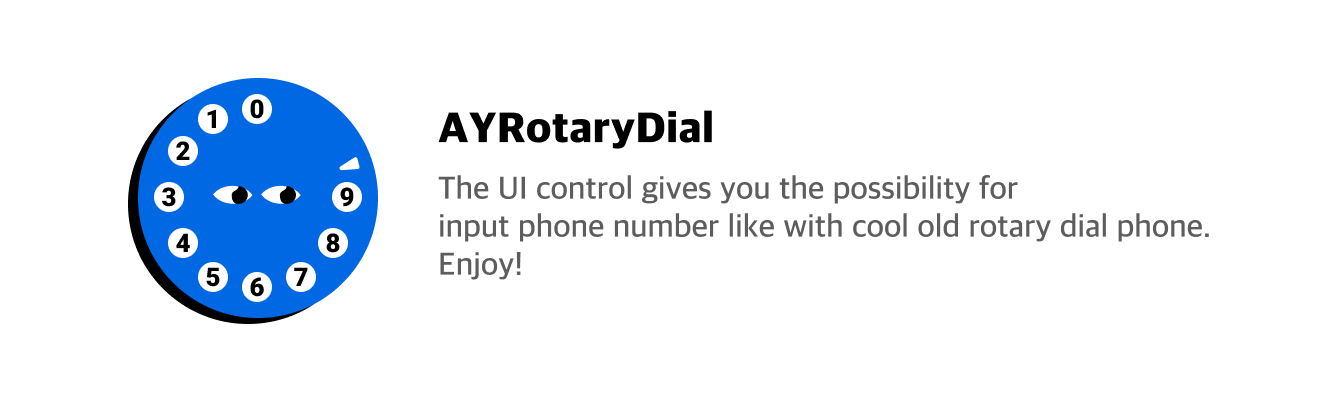 0
1
2
3
4
5
6
7
8
9
AYRotaryDial
The UI control gives you the possibility for
input phone number like with cool old rotary dial phone.
Enjoy!